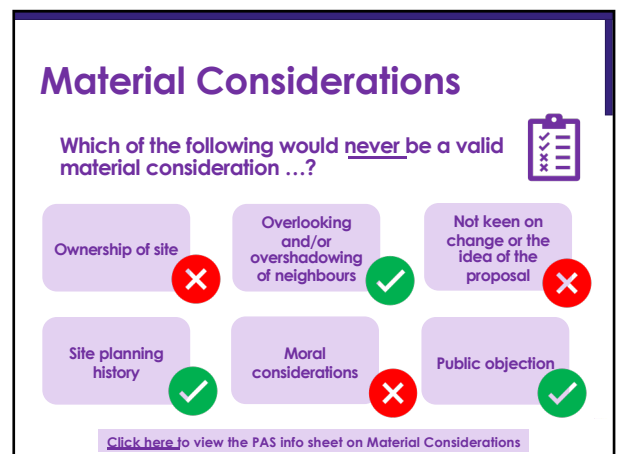 Material Considerations
Which of the following would never be a valid
material consideration …?
Ownership of site
Overlooking
and/or
overshadowing
of neighbours
Not keen on
change or the
idea of the
proposal
Site planning
history
Moral
considerations
Public objection
Click here to view the PAS info sheet on Material Considerations